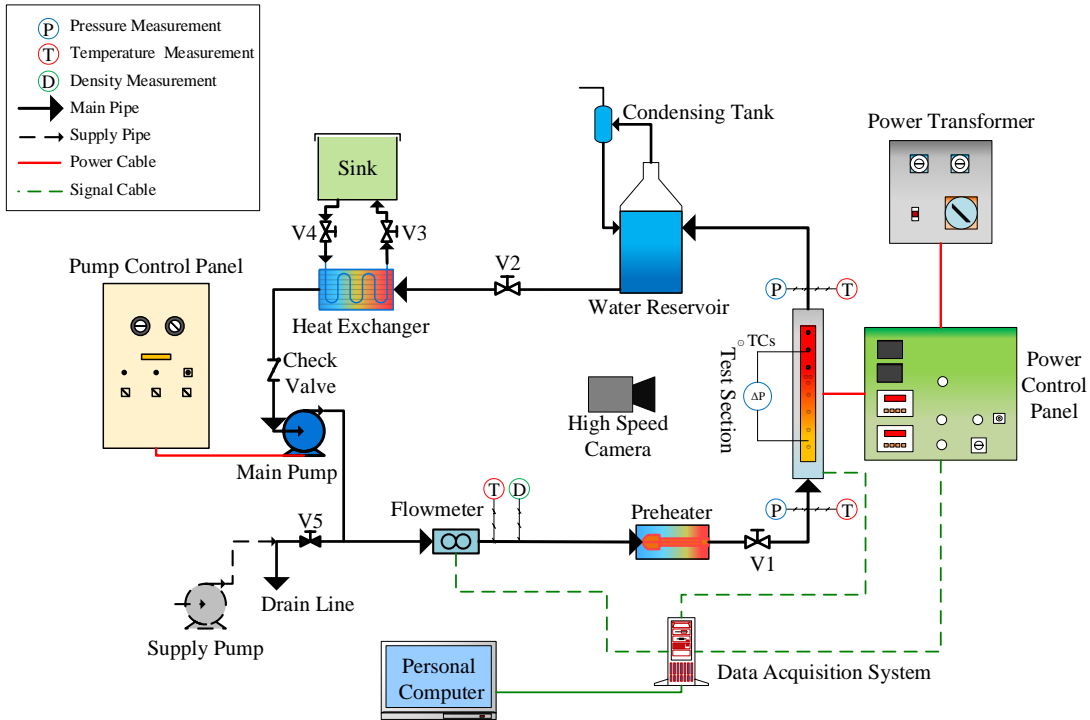 P Pressure Measurement
T Temperature Measurement
D Density Measurement
Main Pipe
Supply Pipe
Power Cable
Signal Cable
Condensing Tank
Power Transformer
Sink
V4
V3
Pump Control Panel
V2
Heat Exchanger
Water Reservoir
P
T
Check
Valve
TCs
Test Section
ΔP
Power
Control
Panel
High Speed
Camera
Main Pump
T
D
P
T
V5
Flowmeter
Preheater
V1
Drain Line
Supply Pump
Personal
Computer
Data Acquisition System